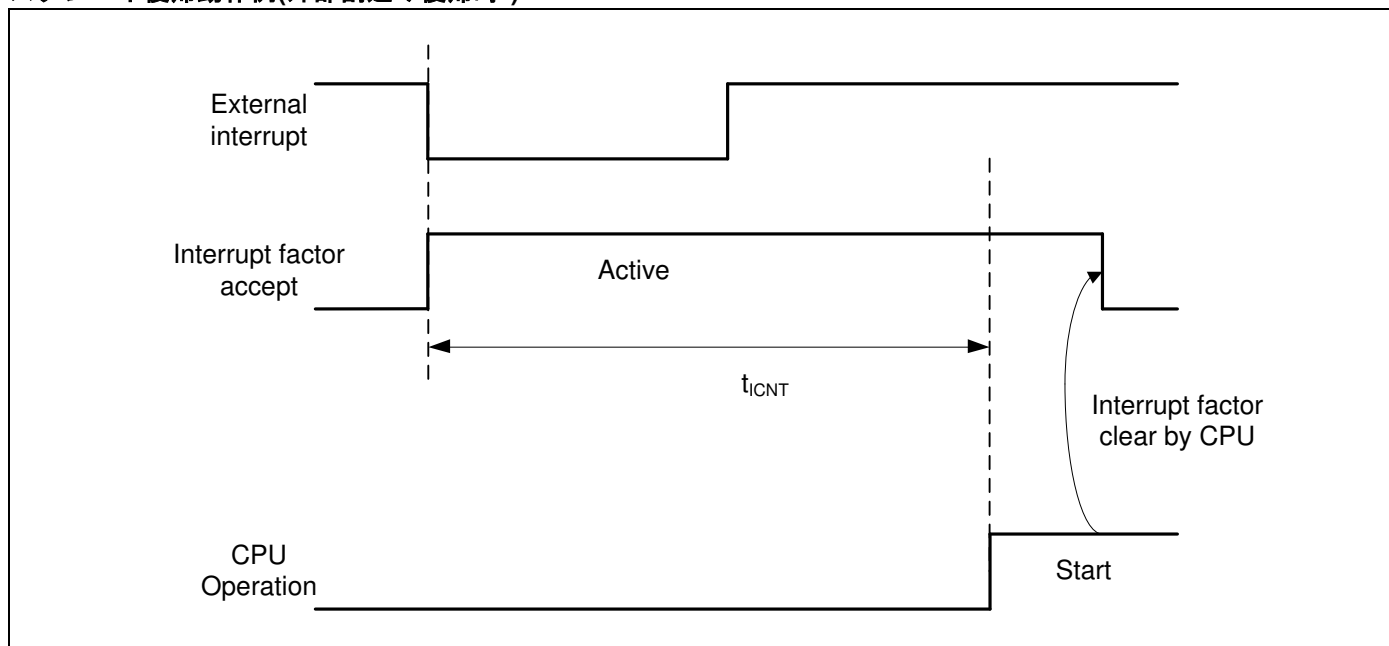 External
interrupt
Interrupt factor
accept
Active
tICNT
Interrupt factor
clear by CPU
CPU
Operation
Start